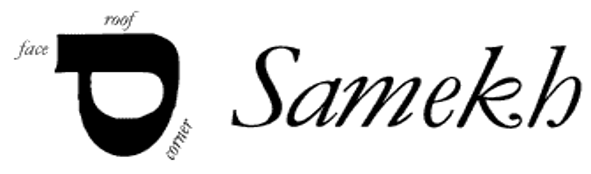 roof
face
ס
corner
Samekh